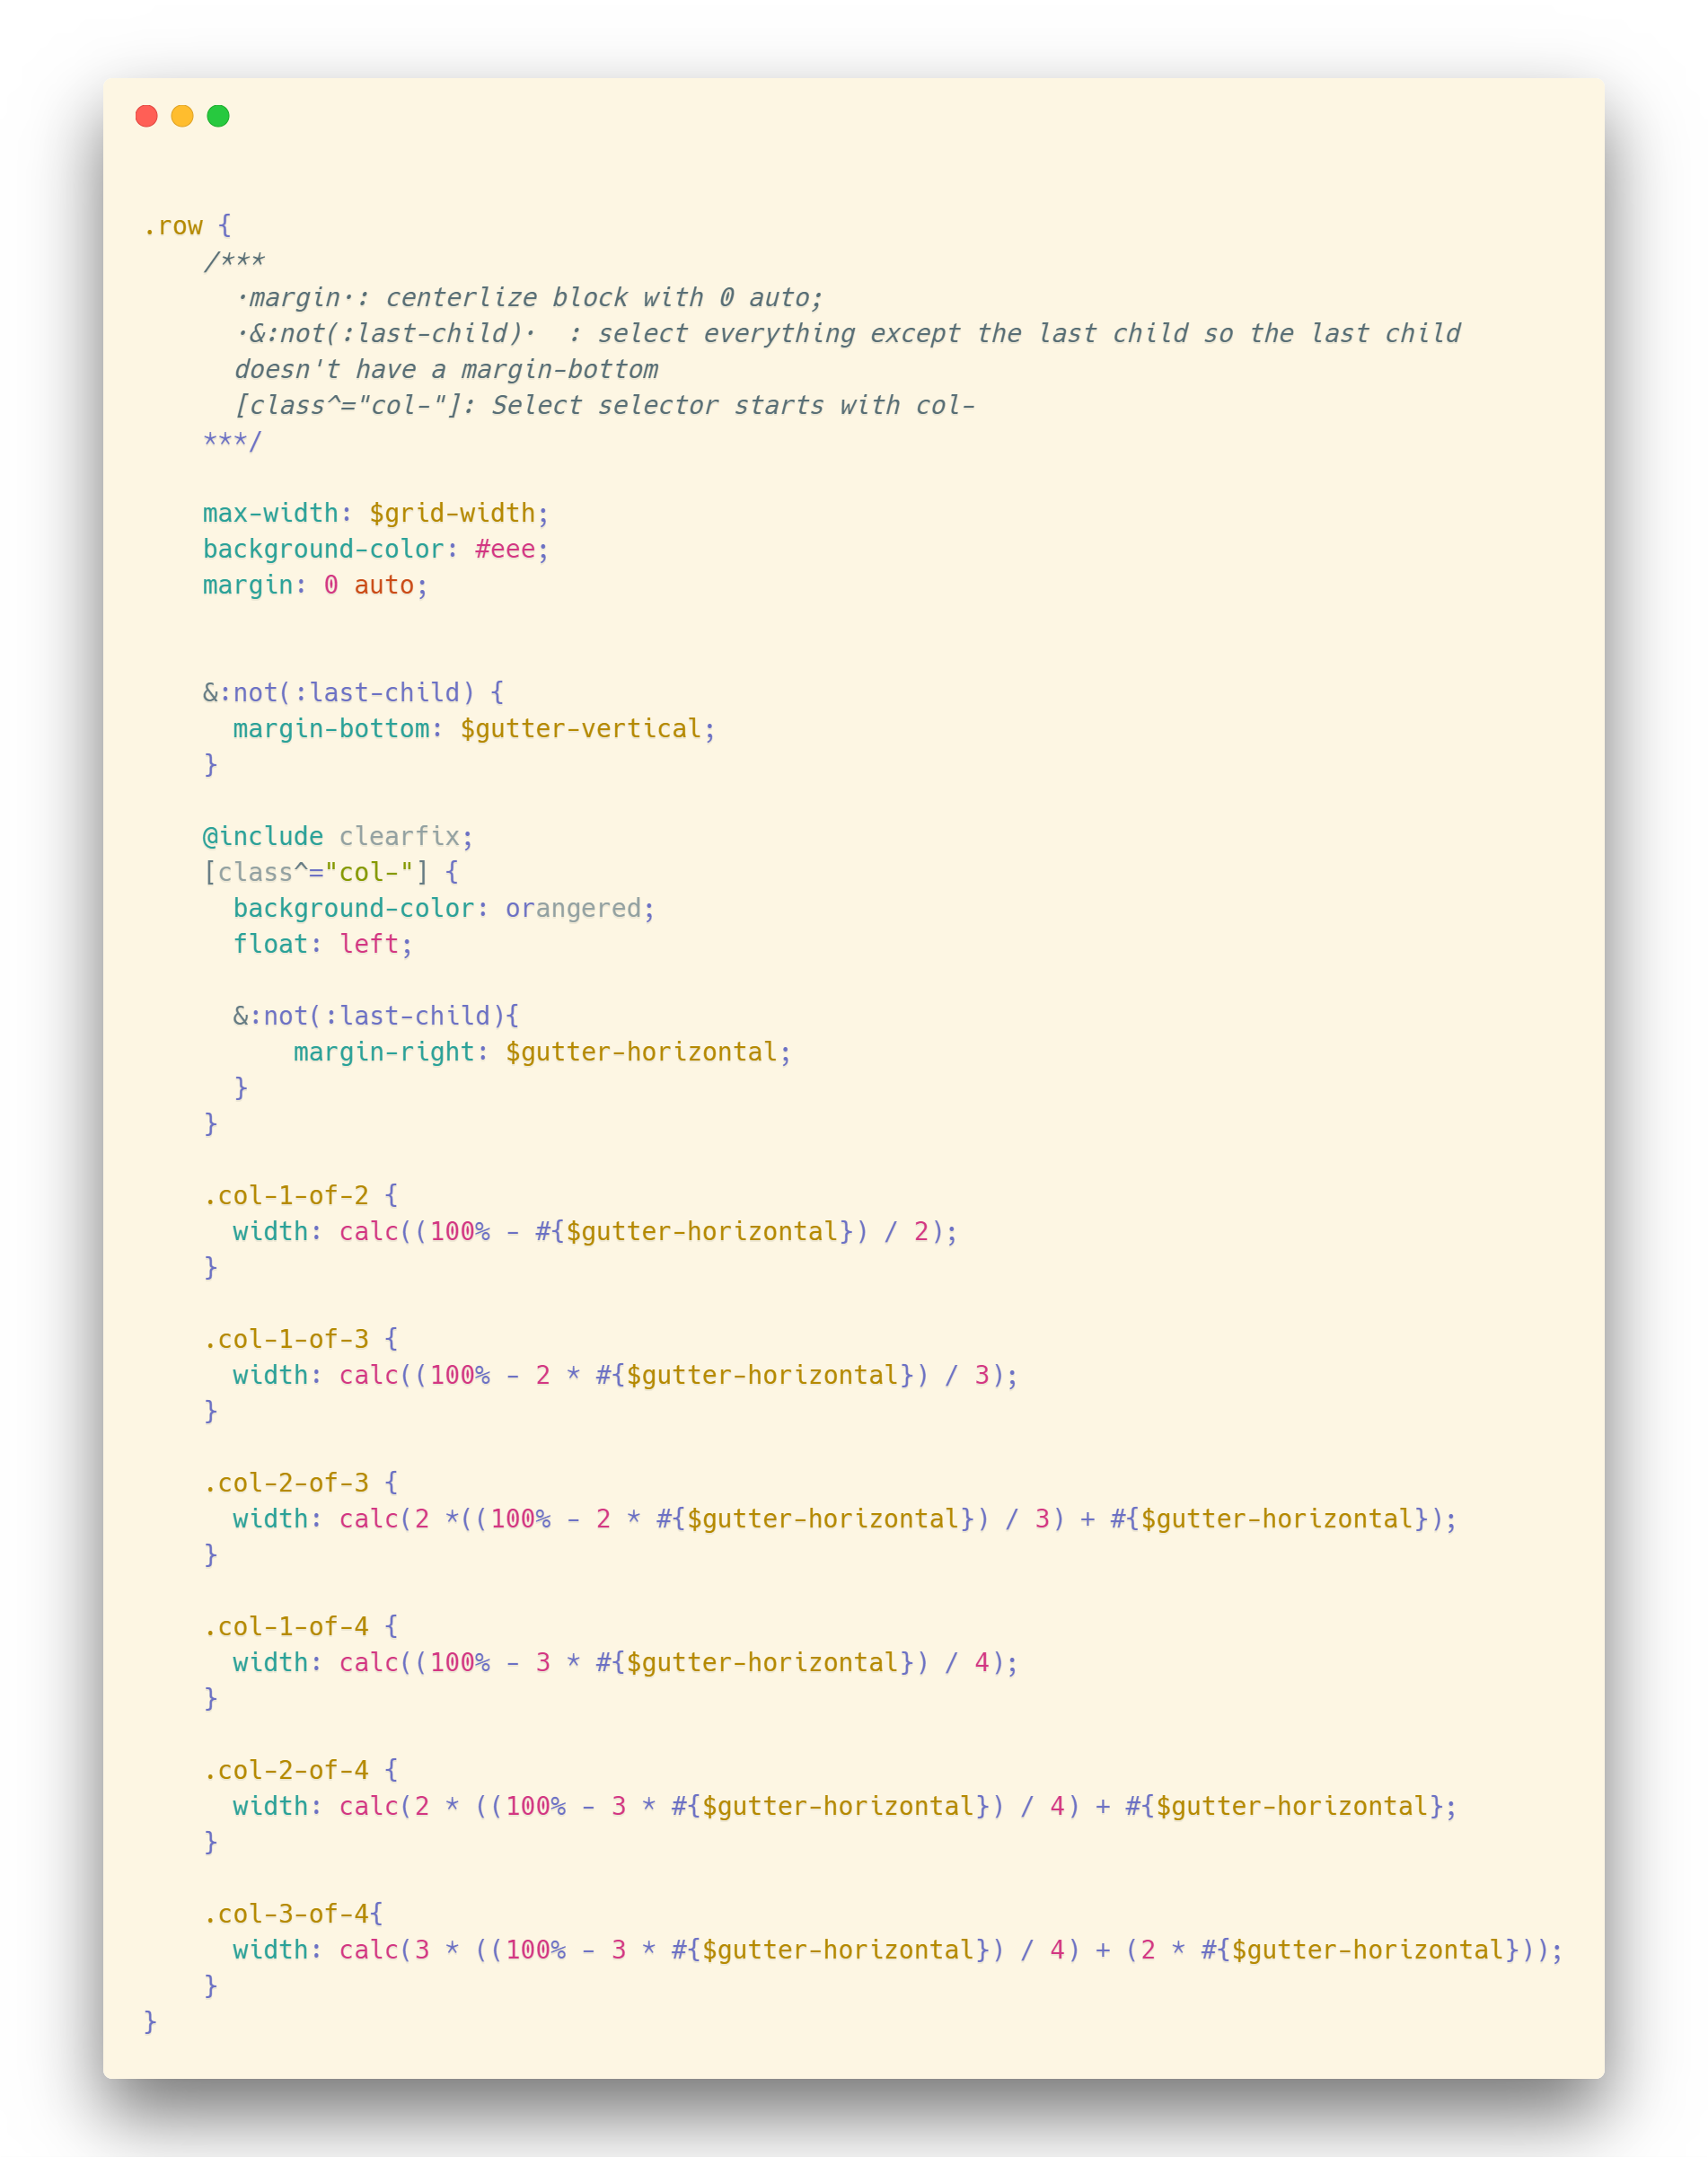 .row {
    /***
      ·margin·: centerlize block with 0 auto;
      ·&:not(:last-child)·  : select everything except the last child so the last child
      doesn't have a margin-bottom
      [class^="col-"]: Select selector starts with col-
    ***/

    max-width: $grid-width;
    background-color: #eee;
    margin: 0 auto;


    &:not(:last-child) {
      margin-bottom: $gutter-vertical;
    }

    @include clearfix;
    [class^="col-"] {
      background-color: orangered;
      float: left;

      &:not(:last-child){
          margin-right: $gutter-horizontal;
      }
    }

    .col-1-of-2 {
      width: calc((100% - #{$gutter-horizontal}) / 2);
    }

    .col-1-of-3 {
      width: calc((100% - 2 * #{$gutter-horizontal}) / 3);
    }

    .col-2-of-3 {
      width: calc(2 *((100% - 2 * #{$gutter-horizontal}) / 3) + #{$gutter-horizontal});
    }

    .col-1-of-4 {
      width: calc((100% - 3 * #{$gutter-horizontal}) / 4);
    }

    .col-2-of-4 {
      width: calc(2 * ((100% - 3 * #{$gutter-horizontal}) / 4) + #{$gutter-horizontal};
    }

    .col-3-of-4{
      width: calc(3 * ((100% - 3 * #{$gutter-horizontal}) / 4) + (2 * #{$gutter-horizontal}));
    }
}